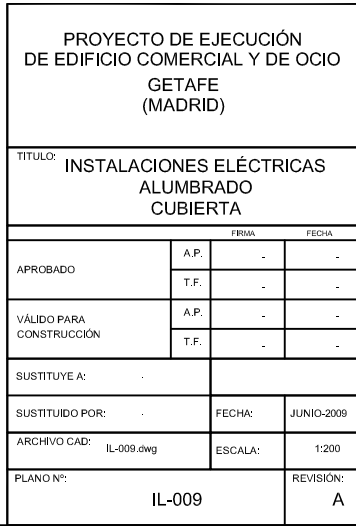 PROYECTO DE EJECUCIÓN
DE EDIFICIO COMERCIAL Y DE OCIO
GETAFE
(MADRID)
TITULO:
INSTALACIONES ELÉCTRICAS
ALUMBRADO
CUBIERTA
FIRMA FECHA
APROBADO
A.P. - -
T.F. - -
VÁLIDO PARA
CONSTRUCCIÓN
A.P. - -
T.F. - -
SUSTITUYE A: -
SUSTITUIDO POR: - FECHA: JUNIO-2009
ARCHIVO CAD: IL-009.dwg ESCALA: 1:200
PLANO Nº: REVISIÓN:
IL-009 A